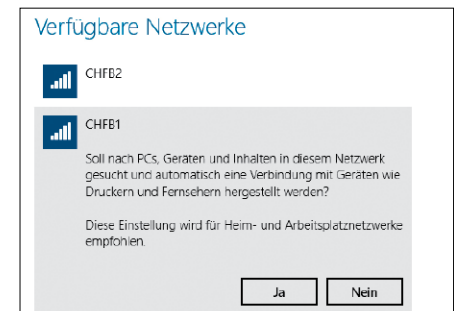 Verfügbare Netzwerke
CHFB2
CHFB1
Soll nach PCs, Geräten und Inhalten in diesem Netzwerk
gesucht und automatisch eine Verbindung mit Geräten wie
Druckern und Fernsehern hergestellt werden?
Diese Einstellung wird für Heim- und Arbeitsplatznetzwerke
empfohlen.
Ja
Nein